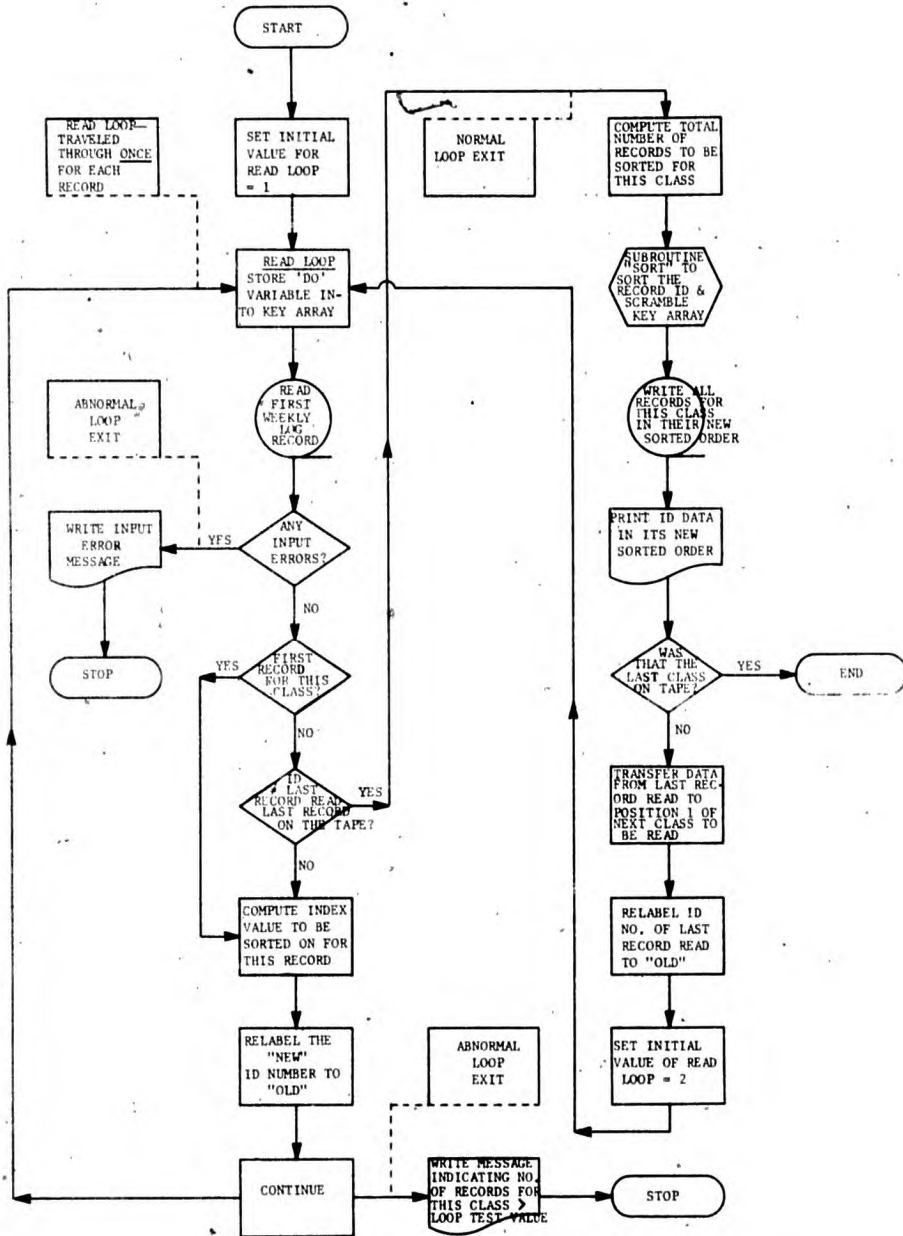 START
READ LOOP—
TRAVELED
THROUGH ONCE
FOR EACH
RECORD
SET INITIAL
VALUE FOR
READ LOOP
= 1
NORMAL
LOOP EXIT
COMPUTE TOTAL
NUMBER OF
RECORDS TO BE
SORTED FOR
THIS CLASS
READ LOOP
STORE 'DO'
VARIABLE IN-
TO KEY ARRAY
SUBROUTINE
"SORT" TO
SORT THE
RECORD ID &
SCRAMBLE
KEY ARRAY
ABNORMAL
LOOP
EXIT
READ
FIRST
WEEKLY
LOG
RECORD
WRITE ALL
RECORDS FOR
THIS CLASS
IN THEIR NEW
SORTED ORDER
WRITE INPUT
ERROR
MESSAGE
YES
ANY
INPUT
ERRORS?
NO
PRINT ID DATA
IN ITS NEW
SORTED ORDER
STOP
YES
FIRST
RECORD
FOR THIS
CLASS?
NO
WAS
THAT THE
LAST CLASS
ON TAPE?
YES
END
NO
ID
LAST
RECORD READ
LAST RECORD
ON THE TAPE?
YES
NO
TRANSFER DATA
FROM LAST REC-
ORD READ TO
POSITION 1 OF
NEXT CLASS TO
BE READ
COMPUTE INDEX
VALUE TO BE
SORTED ON FOR
THIS RECORD
RELABEL ID
NO. OF LAST
RECORD READ
TO "OLD"
RELABEL THE
"NEW"
ID NUMBER TO
"OLD"
ABNORMAL
LOOP
EXIT
SET INITIAL
VALUE OF READ
LOOP = 2
CONTINUE
WRITE MESSAGE
INDICATING NO.
OF RECORDS FOR
THIS CLASS >
LOOP TEST VALUE
STOP